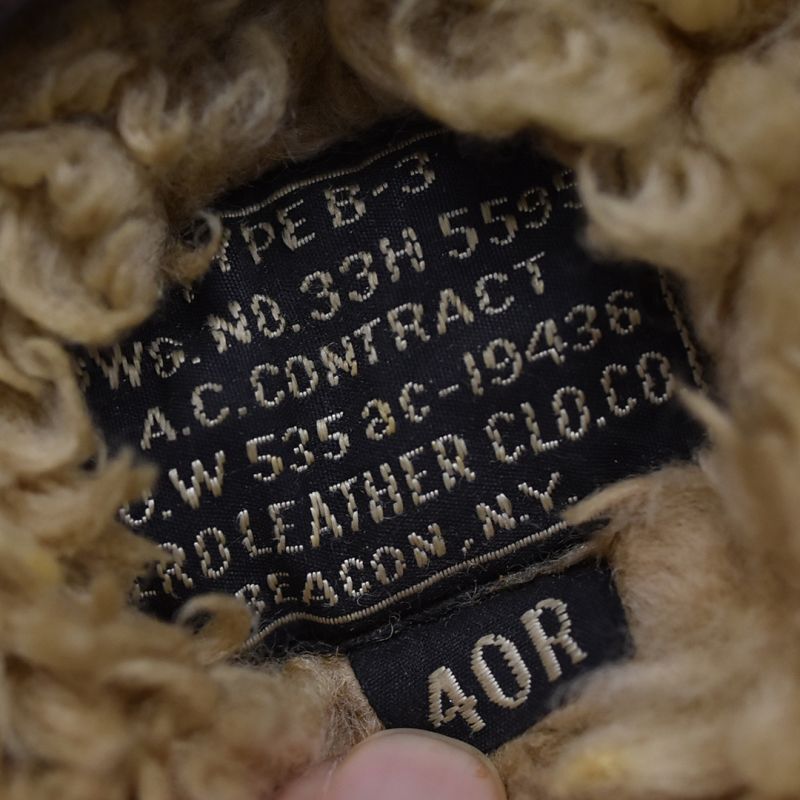 TYPE B-3
DWG. NO. 33H 5595
A.C. CONTRACT
NO. W 535 ac-19436
AERO LEATHER CLO. CO
BEACON, N.Y.
40R